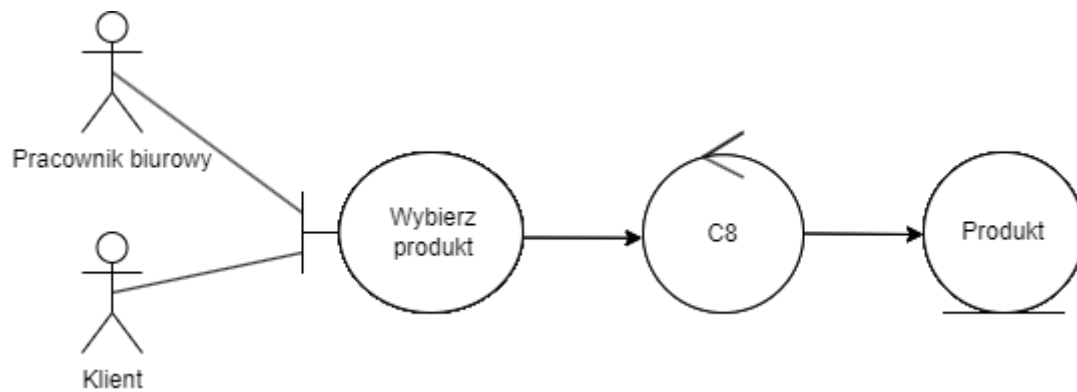 Pracownik biurowy
Wybierz
produkt
C8
Produkt
Klient